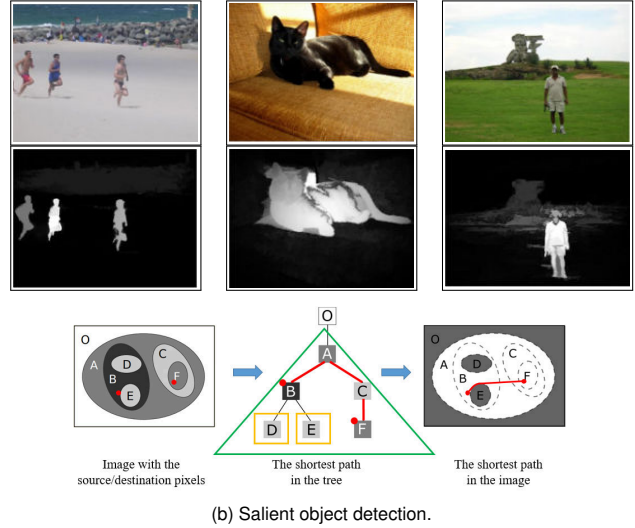 O
A
B
D
E
C
F
O
A
B
C
D
E
F
O
A
B
D
E
C
F
Image with the
source/destination pixels
The shortest path
in the tree
The shortest path
in the image
(b) Salient object detection.